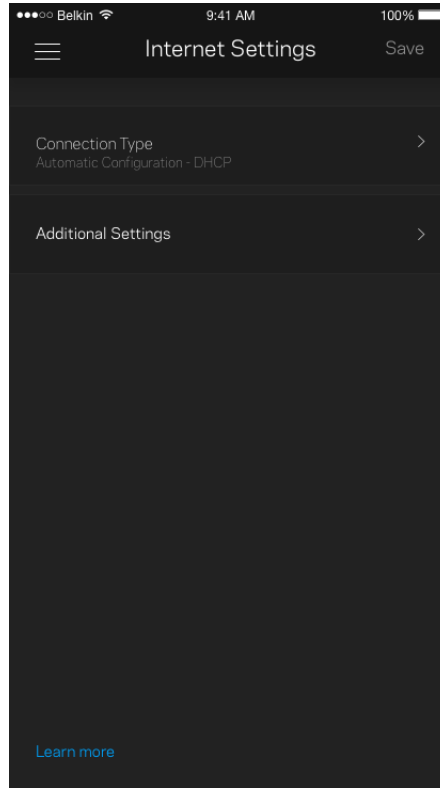 Belkin 9:41 AM 100%
Internet Settings Save
Connection Type
Automatic Configuration - DHCP
Additional Settings
Learn more